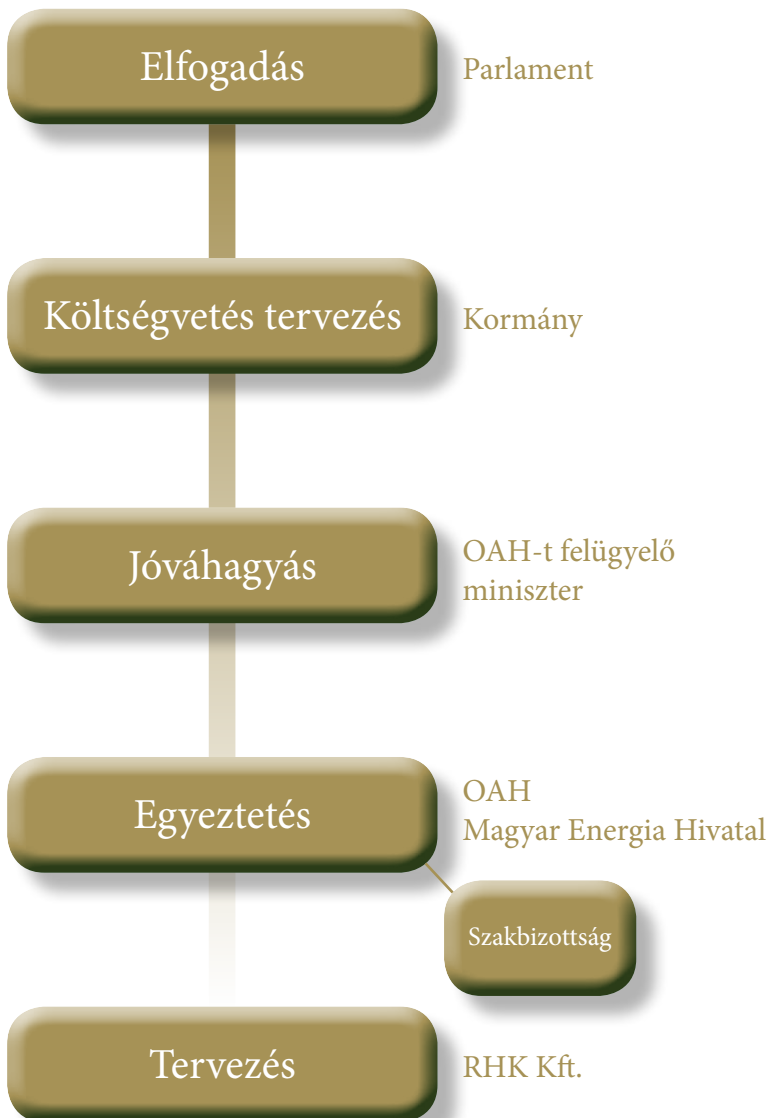 Elfogadás
Parlament
Költségvetés tervezés
Kormány
Jóváhagyás
OAH-t felügyelő
miniszter
Egyeztetés
OAH
Magyar Energia Hivatal
Szakbizottság
Tervezés
RHK Kft.